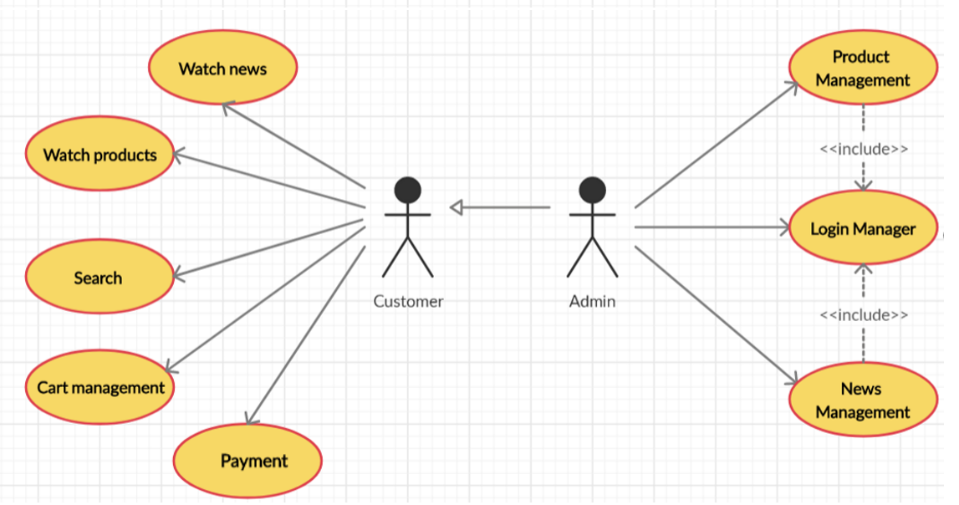 Watch news
Watch products
Search
Cart management
Payment
Customer
Admin
Product
Management
<<include>>
Login Manager
<<include>>
News
Management